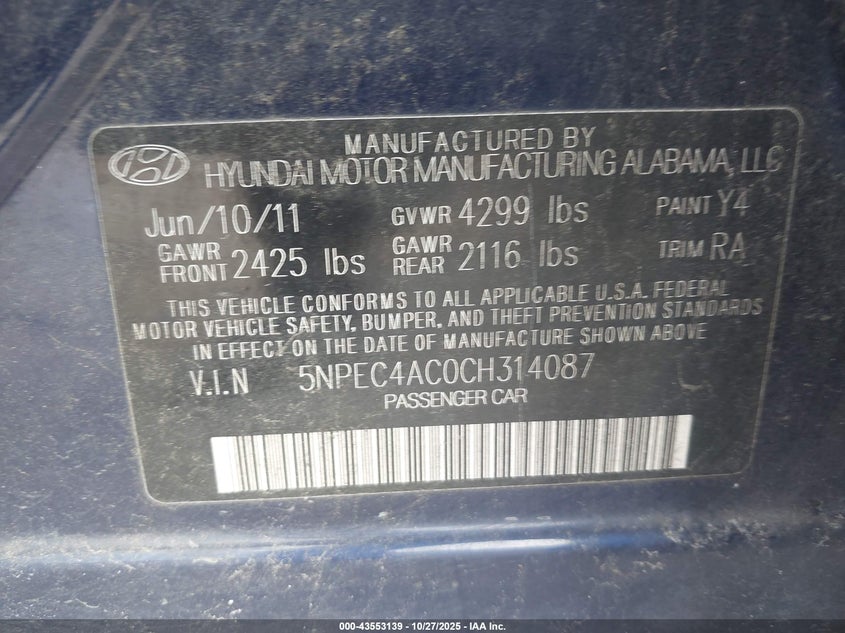 MANUFACTURED BY
HYUNDAI MOTOR MANUFACTURING ALABAMA, LLC
Jun/10/11 GVWR 4299 lbs PAINT Y4
GAWR FRONT 2425 lbs GAWR REAR 2116 lbs TRIM RA
THIS VEHICLE CONFORMS TO ALL APPLICABLE U.S.A. FEDERAL
MOTOR VEHICLE SAFETY, BUMPER, AND THEFT PREVENTION STANDARDS
IN EFFECT ON THE DATE OF MANUFACTURE SHOWN ABOVE
V.I.N 5NPEC4AC0CH314087
PASSENGER CAR
000-43553139 - 10/27/2025 - IAA Inc.